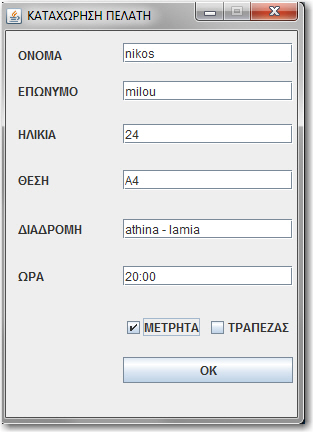 ΚΑΤΑΧΩΡΗΣΗ ΠΕΛΑΤΗ
ΟΝΟΜΑ nikos
ΕΠΩΝΥΜΟ milou
ΗΛΙΚΙΑ 24
ΘΕΣΗ A4
ΔΙΑΔΡΟΜΗ athina - lamia
ΩΡΑ 20:00
ΜΕΤΡΗΤΑ ΤΡΑΠΕΖΑΣ
OK